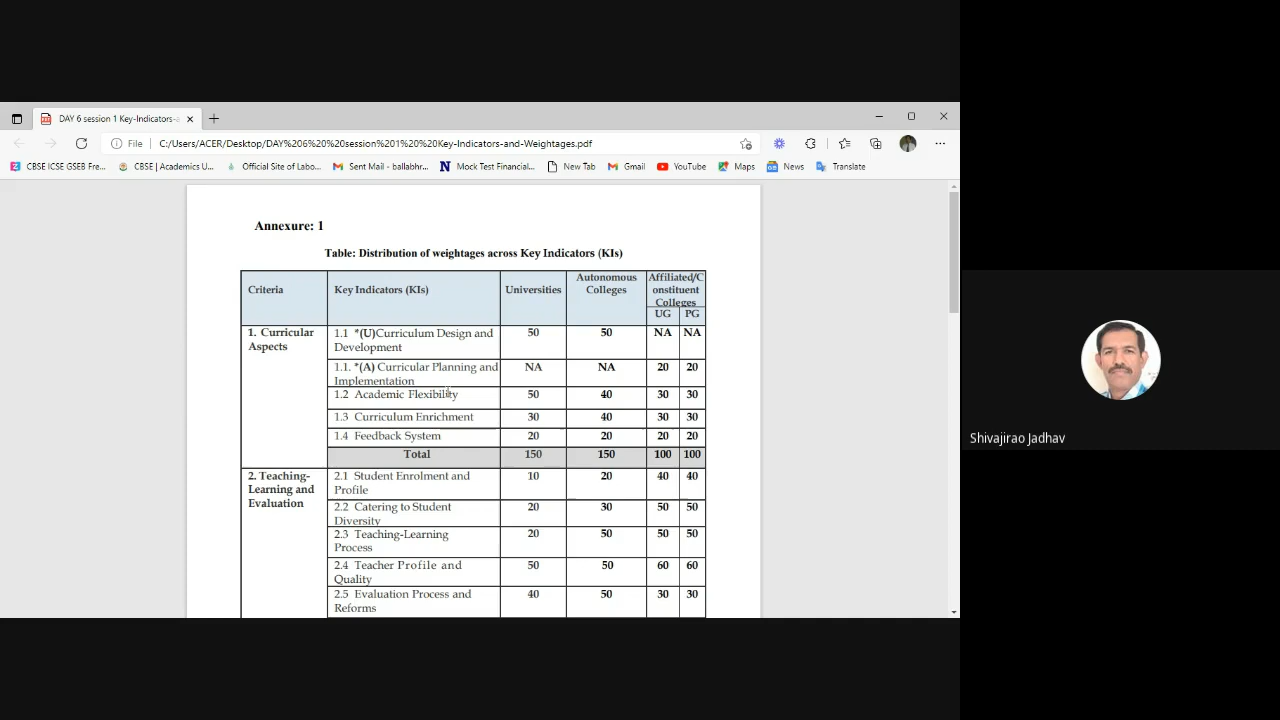 DAY 6 session 1 Key-Indicators-a
File
C:/Users/ACER/Desktop/DAY%206%20%20session%201%20%20Key-Indicators-and-Weightages.pdf
CBSE ICSE GSEB Fre... CBSE | Academics U... Official Site of Labo... Sent Mail - ballabhr... Mock Test Financial... New Tab Gmail YouTube Maps News Translate
Annexure: 1
Table: Distribution of weightages across Key Indicators (KIs)
Criteria Key Indicators (KIs) Universities Autonomous Colleges Affiliated/C
onstituent
Colleges
UG PG
1. Curricular Aspects 1.1 *(U)Curriculum Design and Development 50 50 NA NA
1.1. *(A) Curricular Planning and Implementation NA NA 20 20
1.2 Academic Flexibility 50 40 30 30
1.3 Curriculum Enrichment 30 40 30 30
1.4 Feedback System 20 20 20 20
Total 150 150 100 100
2. Teaching-Learning and Evaluation 2.1 Student Enrolment and Profile 10 20 40 40
2.2 Catering to Student Diversity 20 30 50 50
2.3 Teaching-Learning Process 20 50 50 50
2.4 Teacher Profile and Quality 50 50 60 60
2.5 Evaluation Process and Reforms 40 50 30 30
Shivajirao Jadhav